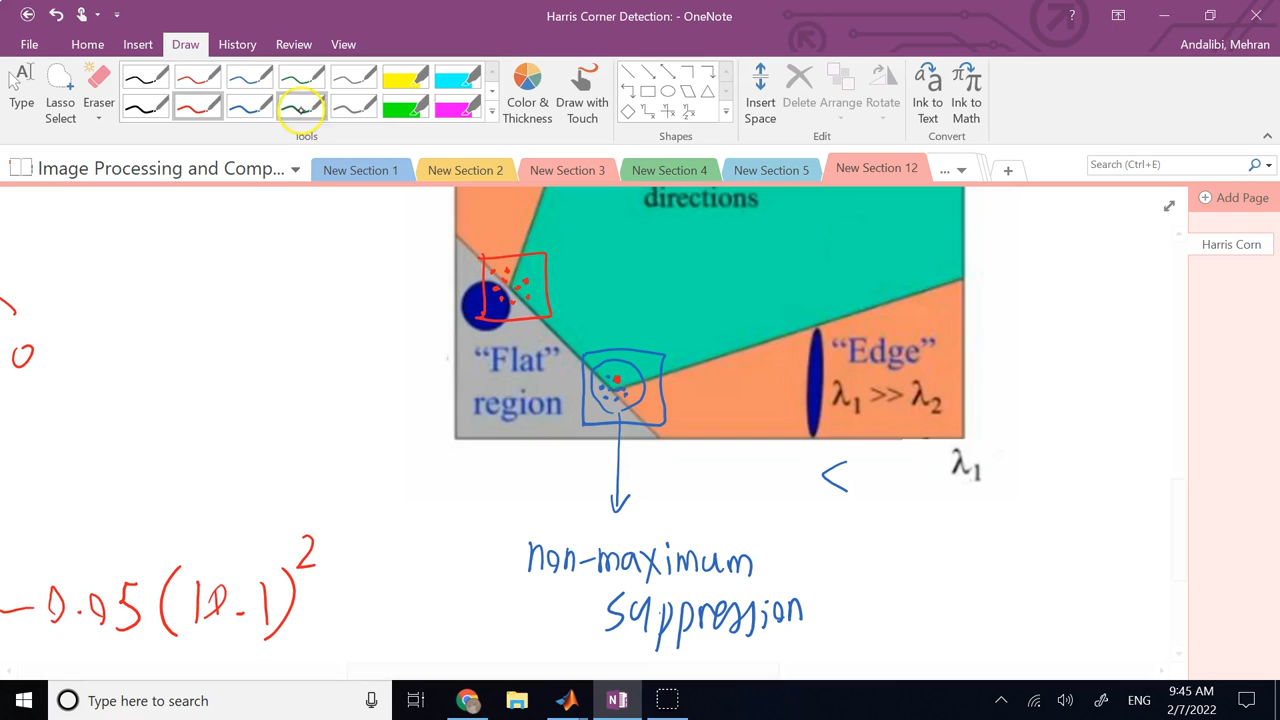 Harris Corner Detection: - OneNote
Andalibi, Mehran
File Home Insert Draw History Review View
Type Lasso Select Eraser Color & Thickness Draw with Touch Insert Space Delete Arrange Rotate Ink to Text Ink to Math
Tools Shapes Edit Convert
Image Processing and Comp... New Section 1 New Section 2 New Section 3 New Section 4 New Section 5 New Section 12 ... Search (Ctrl+E)
Add Page
Harris Corn
directions
"Flat"
region
"Edge"
λ₁ >> λ₂
λ₁
<
0
non-maximum
suppression
-0.05(10.1)²
ENG
9:45 AM
2/7/2022
Type here to search